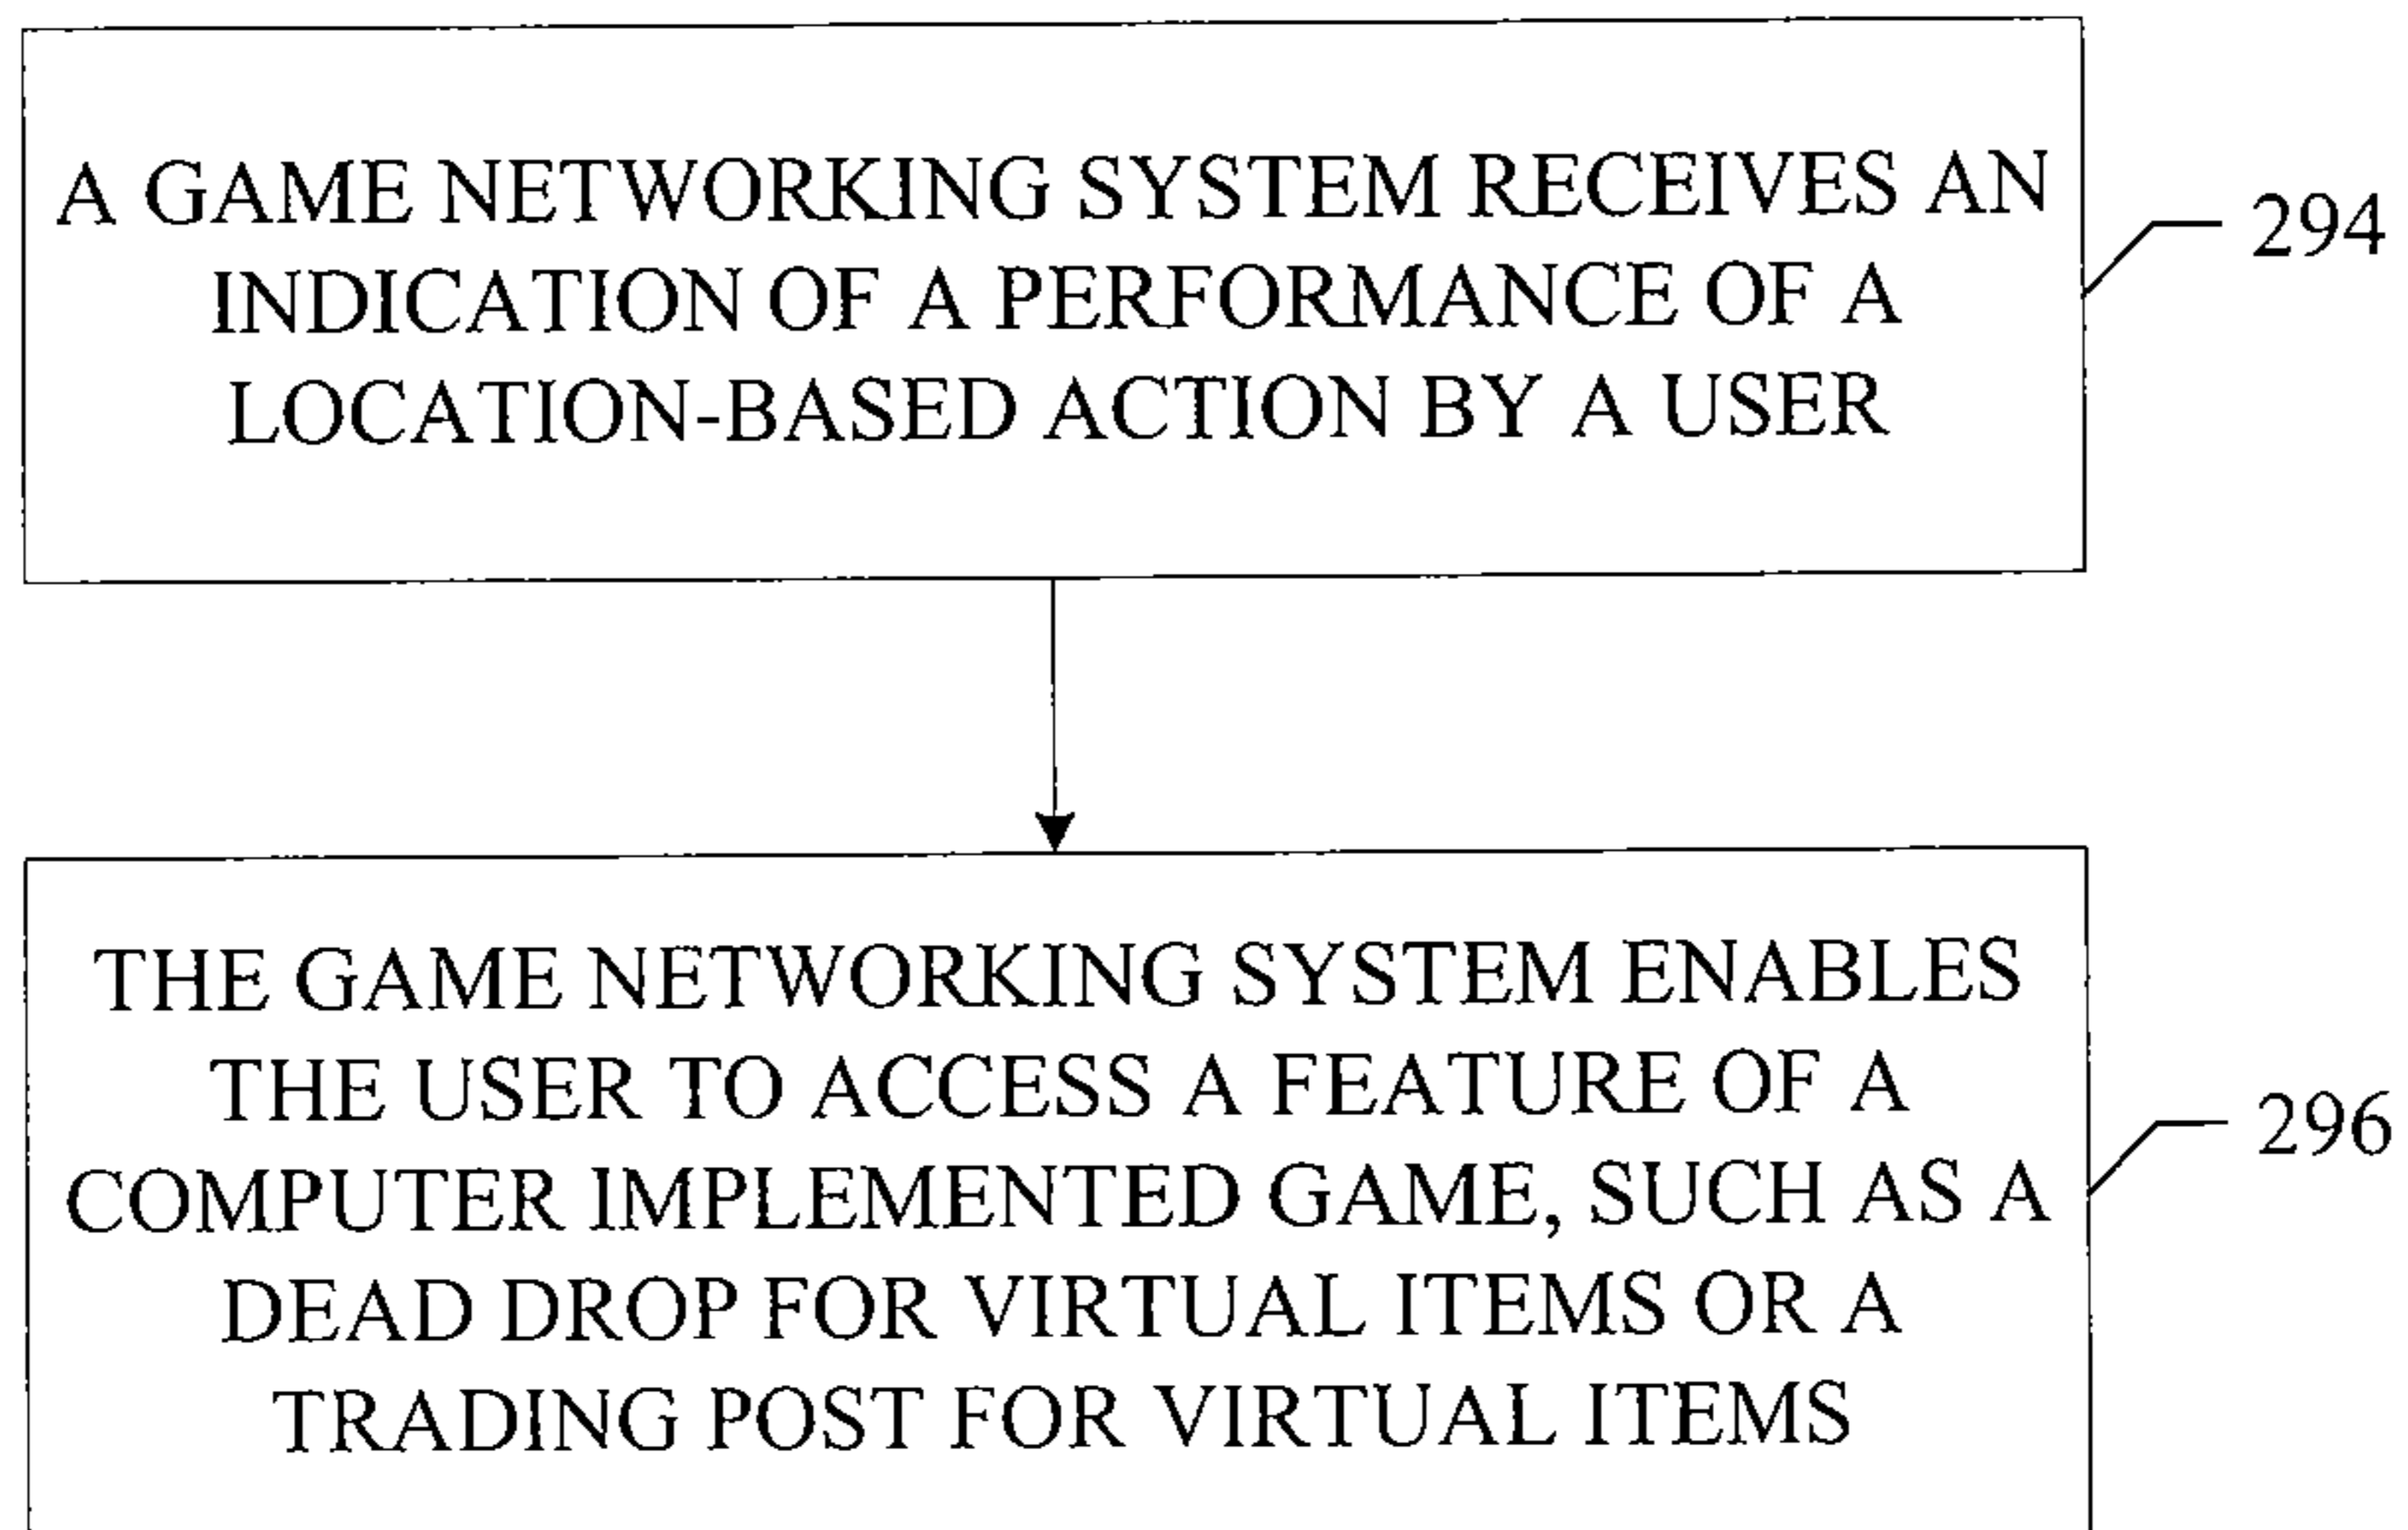 A GAME NETWORKING SYSTEM RECEIVES AN
INDICATION OF A PERFORMANCE OF A
LOCATION-BASED ACTION BY A USER
294
THE GAME NETWORKING SYSTEM ENABLES
THE USER TO ACCESS A FEATURE OF A
COMPUTER IMPLEMENTED GAME, SUCH AS A
DEAD DROP FOR VIRTUAL ITEMS OR A
TRADING POST FOR VIRTUAL ITEMS
296